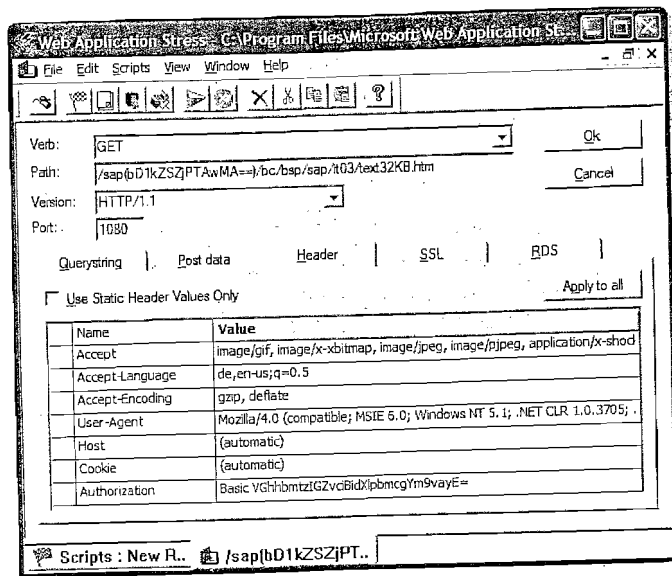 Web Application Stress - C:\Program Files\Microsoft Web Application St...
File Edit Scripts View Window Help
Verb: GET
Ok
Path: /sap(bD1kZSZjPTAwMA==)/bc/bsp/sap/it03/text32KB.htm
Cancel
Version: HTTP/1.1
Port: 1080
Querystring Post data Header SSL RDS
Use Static Header Values Only
Apply to all
Name Value
Accept image/gif, image/x-xbitmap, image/jpeg, image/pjpeg, application/x-shod
Accept-Language de,en-us;q=0.5
Accept-Encoding gzip, deflate
User-Agent Mozilla/4.0 (compatible; MSIE 6.0; Windows NT 5.1; .NET CLR 1.0.3705; .
Host (automatic)
Cookie (automatic)
Authorization Basic
Scripts : New R.. /sap(bD1kZSZjPT..